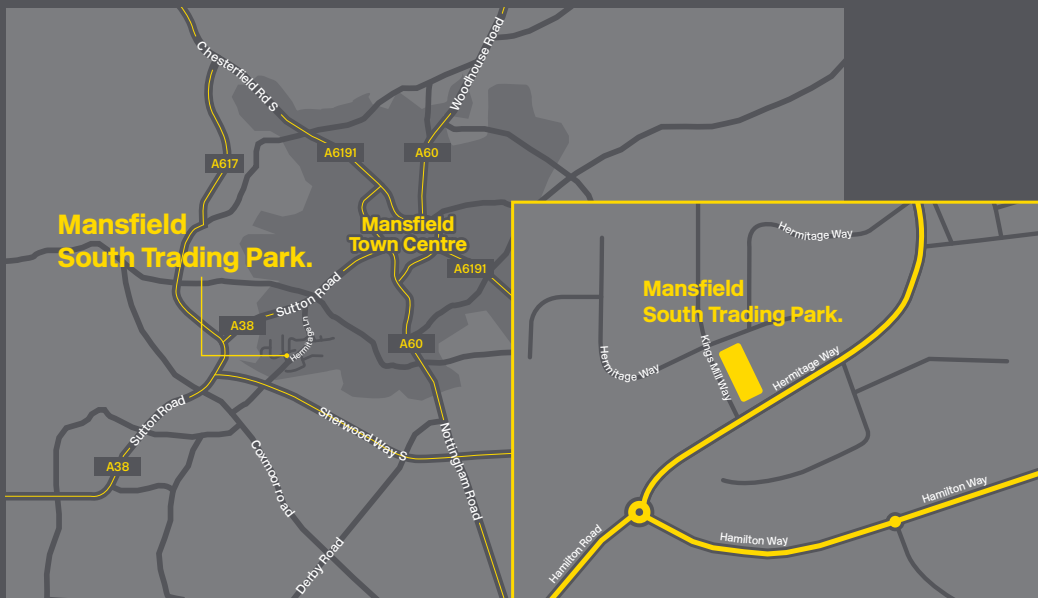 Chesterfield Rd S
Woodhouse Road
A6191
A60
A617
Mansfield
South Trading Park.
Mansfield
Town Centre
A6191
Sutton Road
A38
Hermitage Ln
A60
Sutton Road
A38
Sherwood Way S
Coxmoor road
Nottingham Road
Derby Road
Hermitage Way
Mansfield
South Trading Park.
Kings Mill Way
Hermitage Way
Hermitage Way
Hamilton Way
Hamilton Way
Hamilton Road